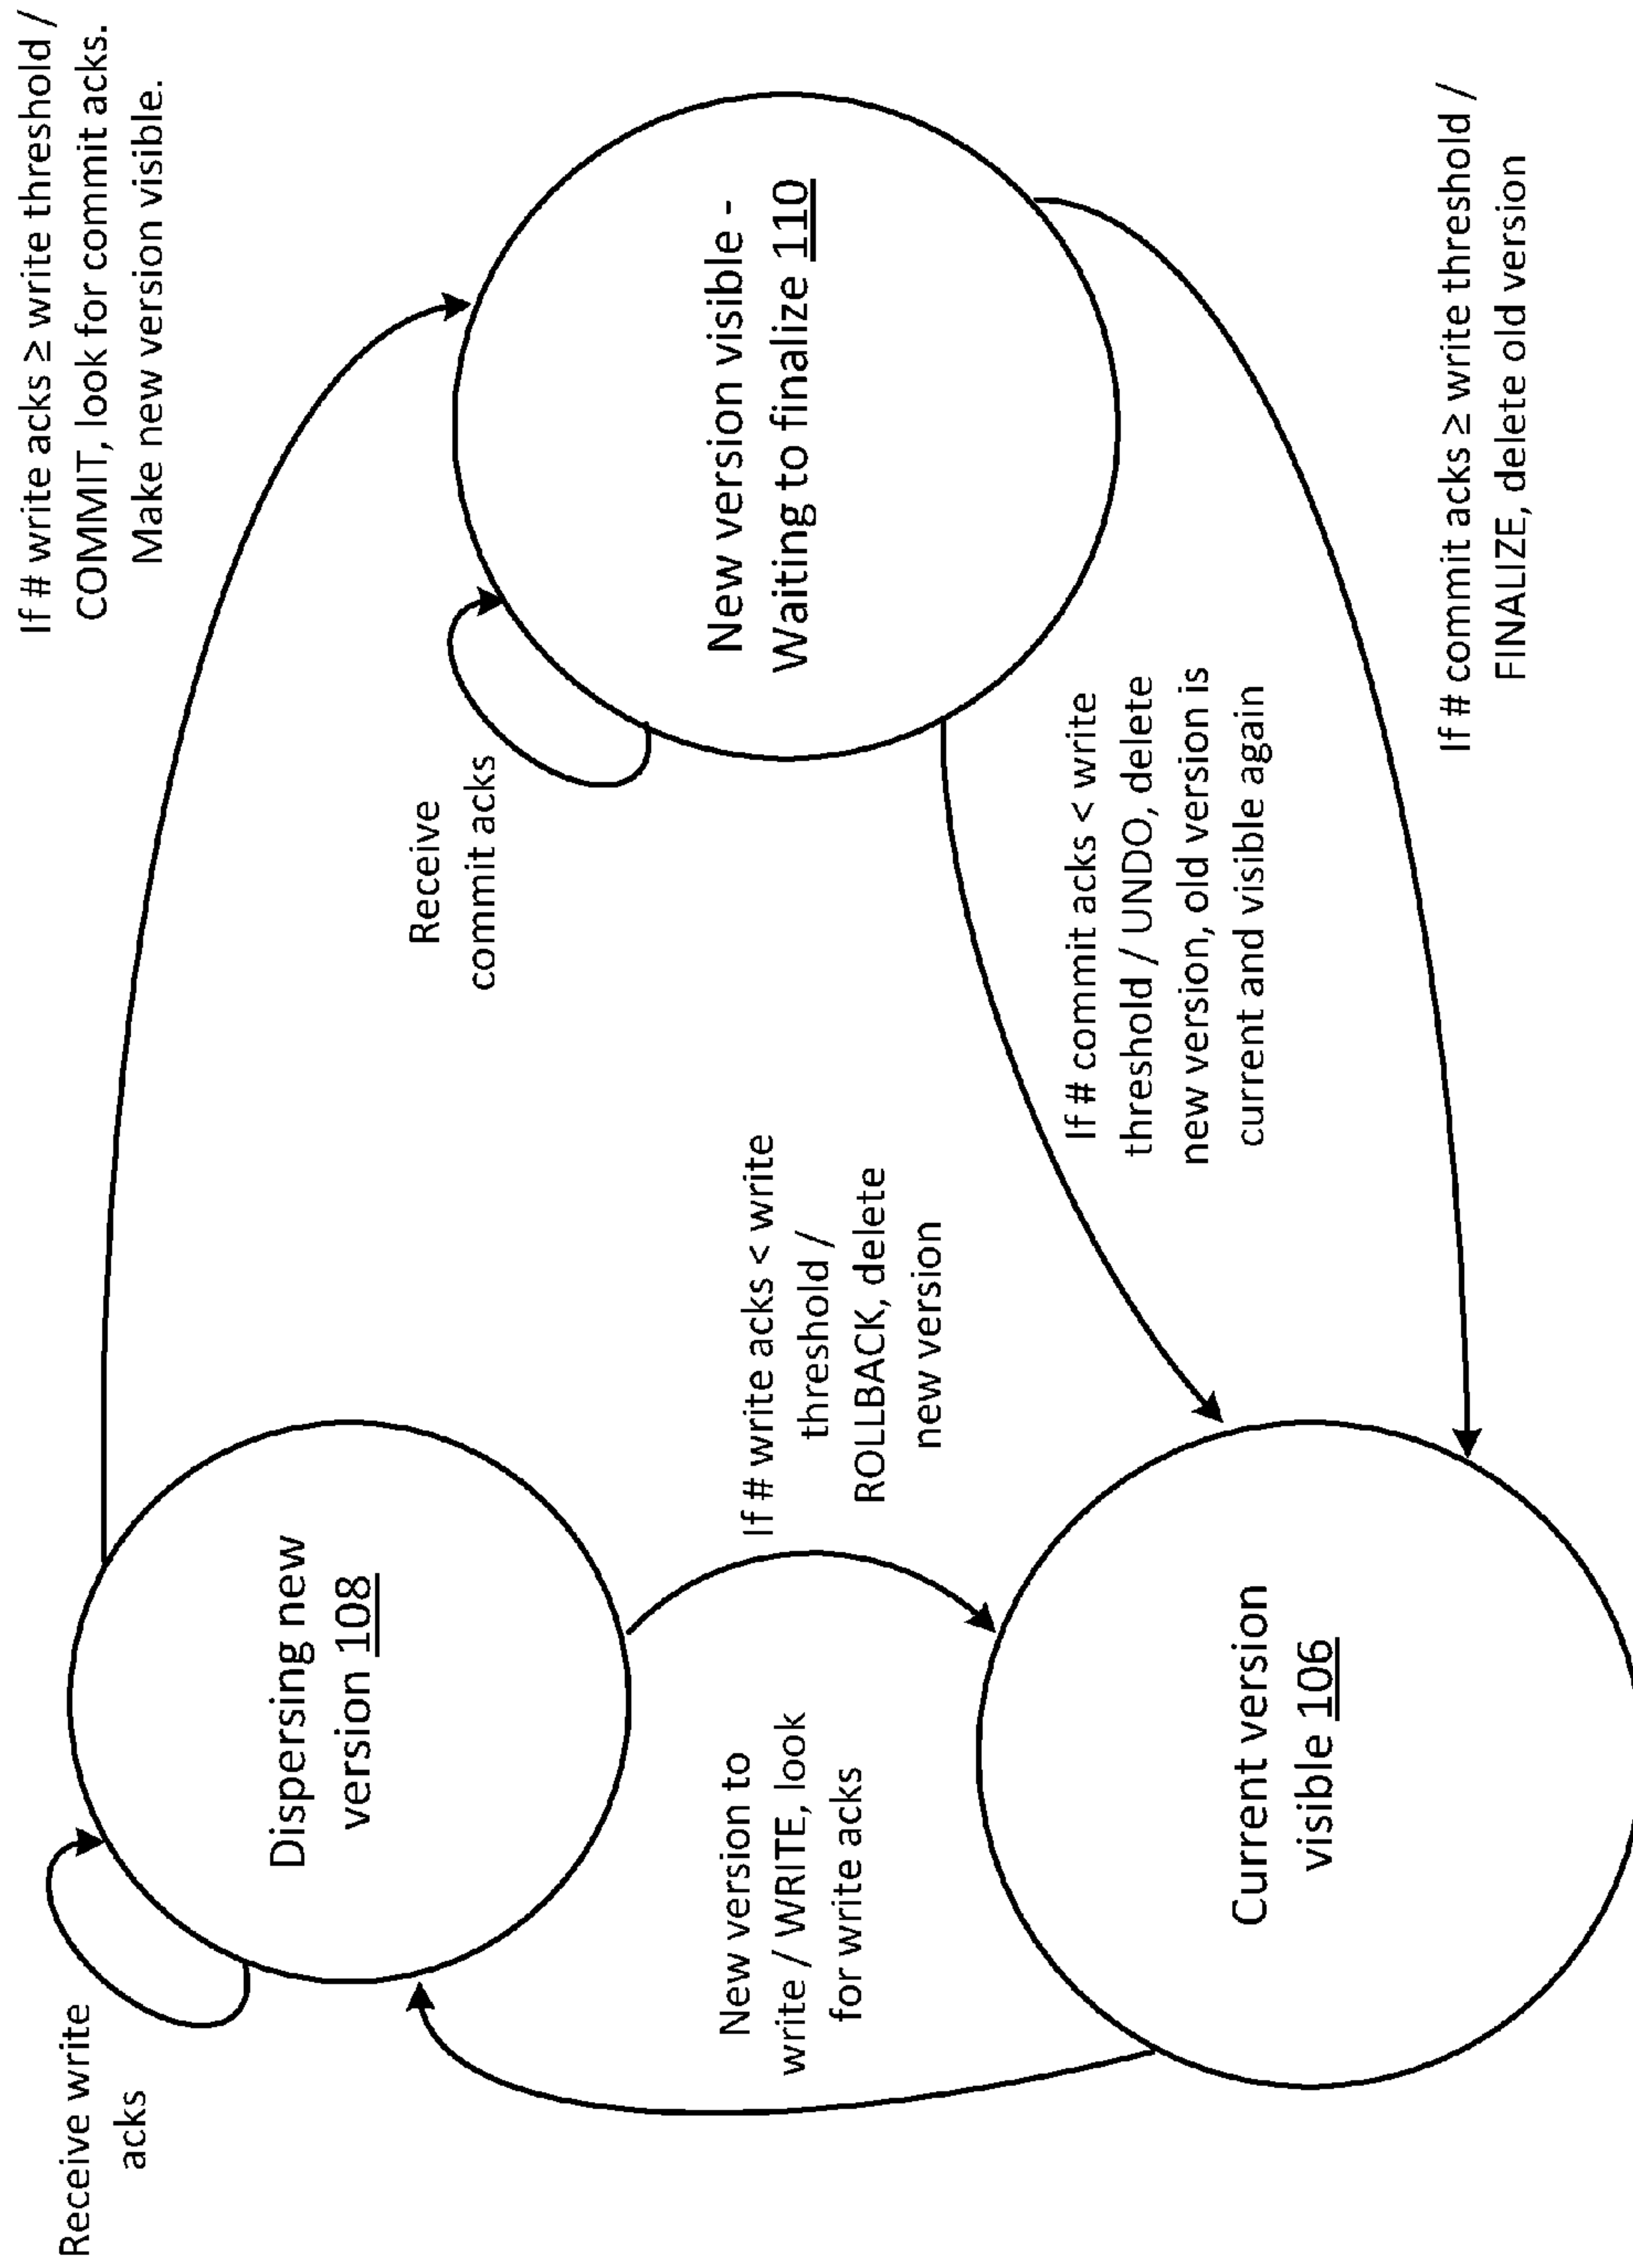 If # write acks ≥ write threshold /
COMMIT, look for commit acks.
Make new version visible.
Receive write
acks
Dispersing new
version 108
Receive
commit acks
New version visible -
Waiting to finalize 110
New version to
write / WRITE, look
for write acks
If # write acks < write
threshold /
ROLLBACK, delete
new version
If # commit acks < write
threshold / UNDO, delete
new version, old version is
current and visible again
Current version
visible 106
If # commit acks ≥ write threshold /
FINALIZE, delete old version